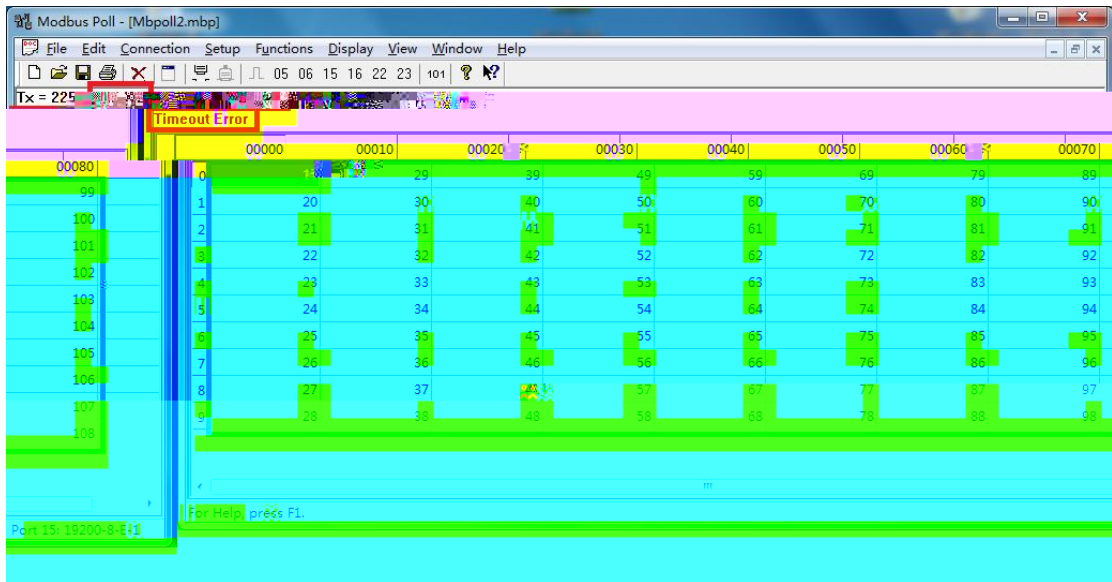 Modbus Poll - [Mbpoll2.mbp]
File Edit Connection Setup Functions Display View Window Help
05 06 15 16 22 23 101
Tx = 225
Timeout Error
00000 00010 00020 00030 00040 00050 00060 00070
00080
0 29 39 49 59 69 79 89
99
1 20 30 40 50 60 70 80 90
100
2 21 31 41 51 61 71 81 91
101
3 22 32 42 52 62 72 82 92
102
4 23 33 43 53 63 73 83 93
103
5 24 34 44 54 64 74 84 94
104
6 25 35 45 55 65 75 85 95
105
7 26 36 46 56 66 76 86 96
106
8 27 37 57 67 77 87 97
107
9 28 38 48 58 68 78 88 98
108
For Help, press F1.
Port 15: 19200-8-E-1